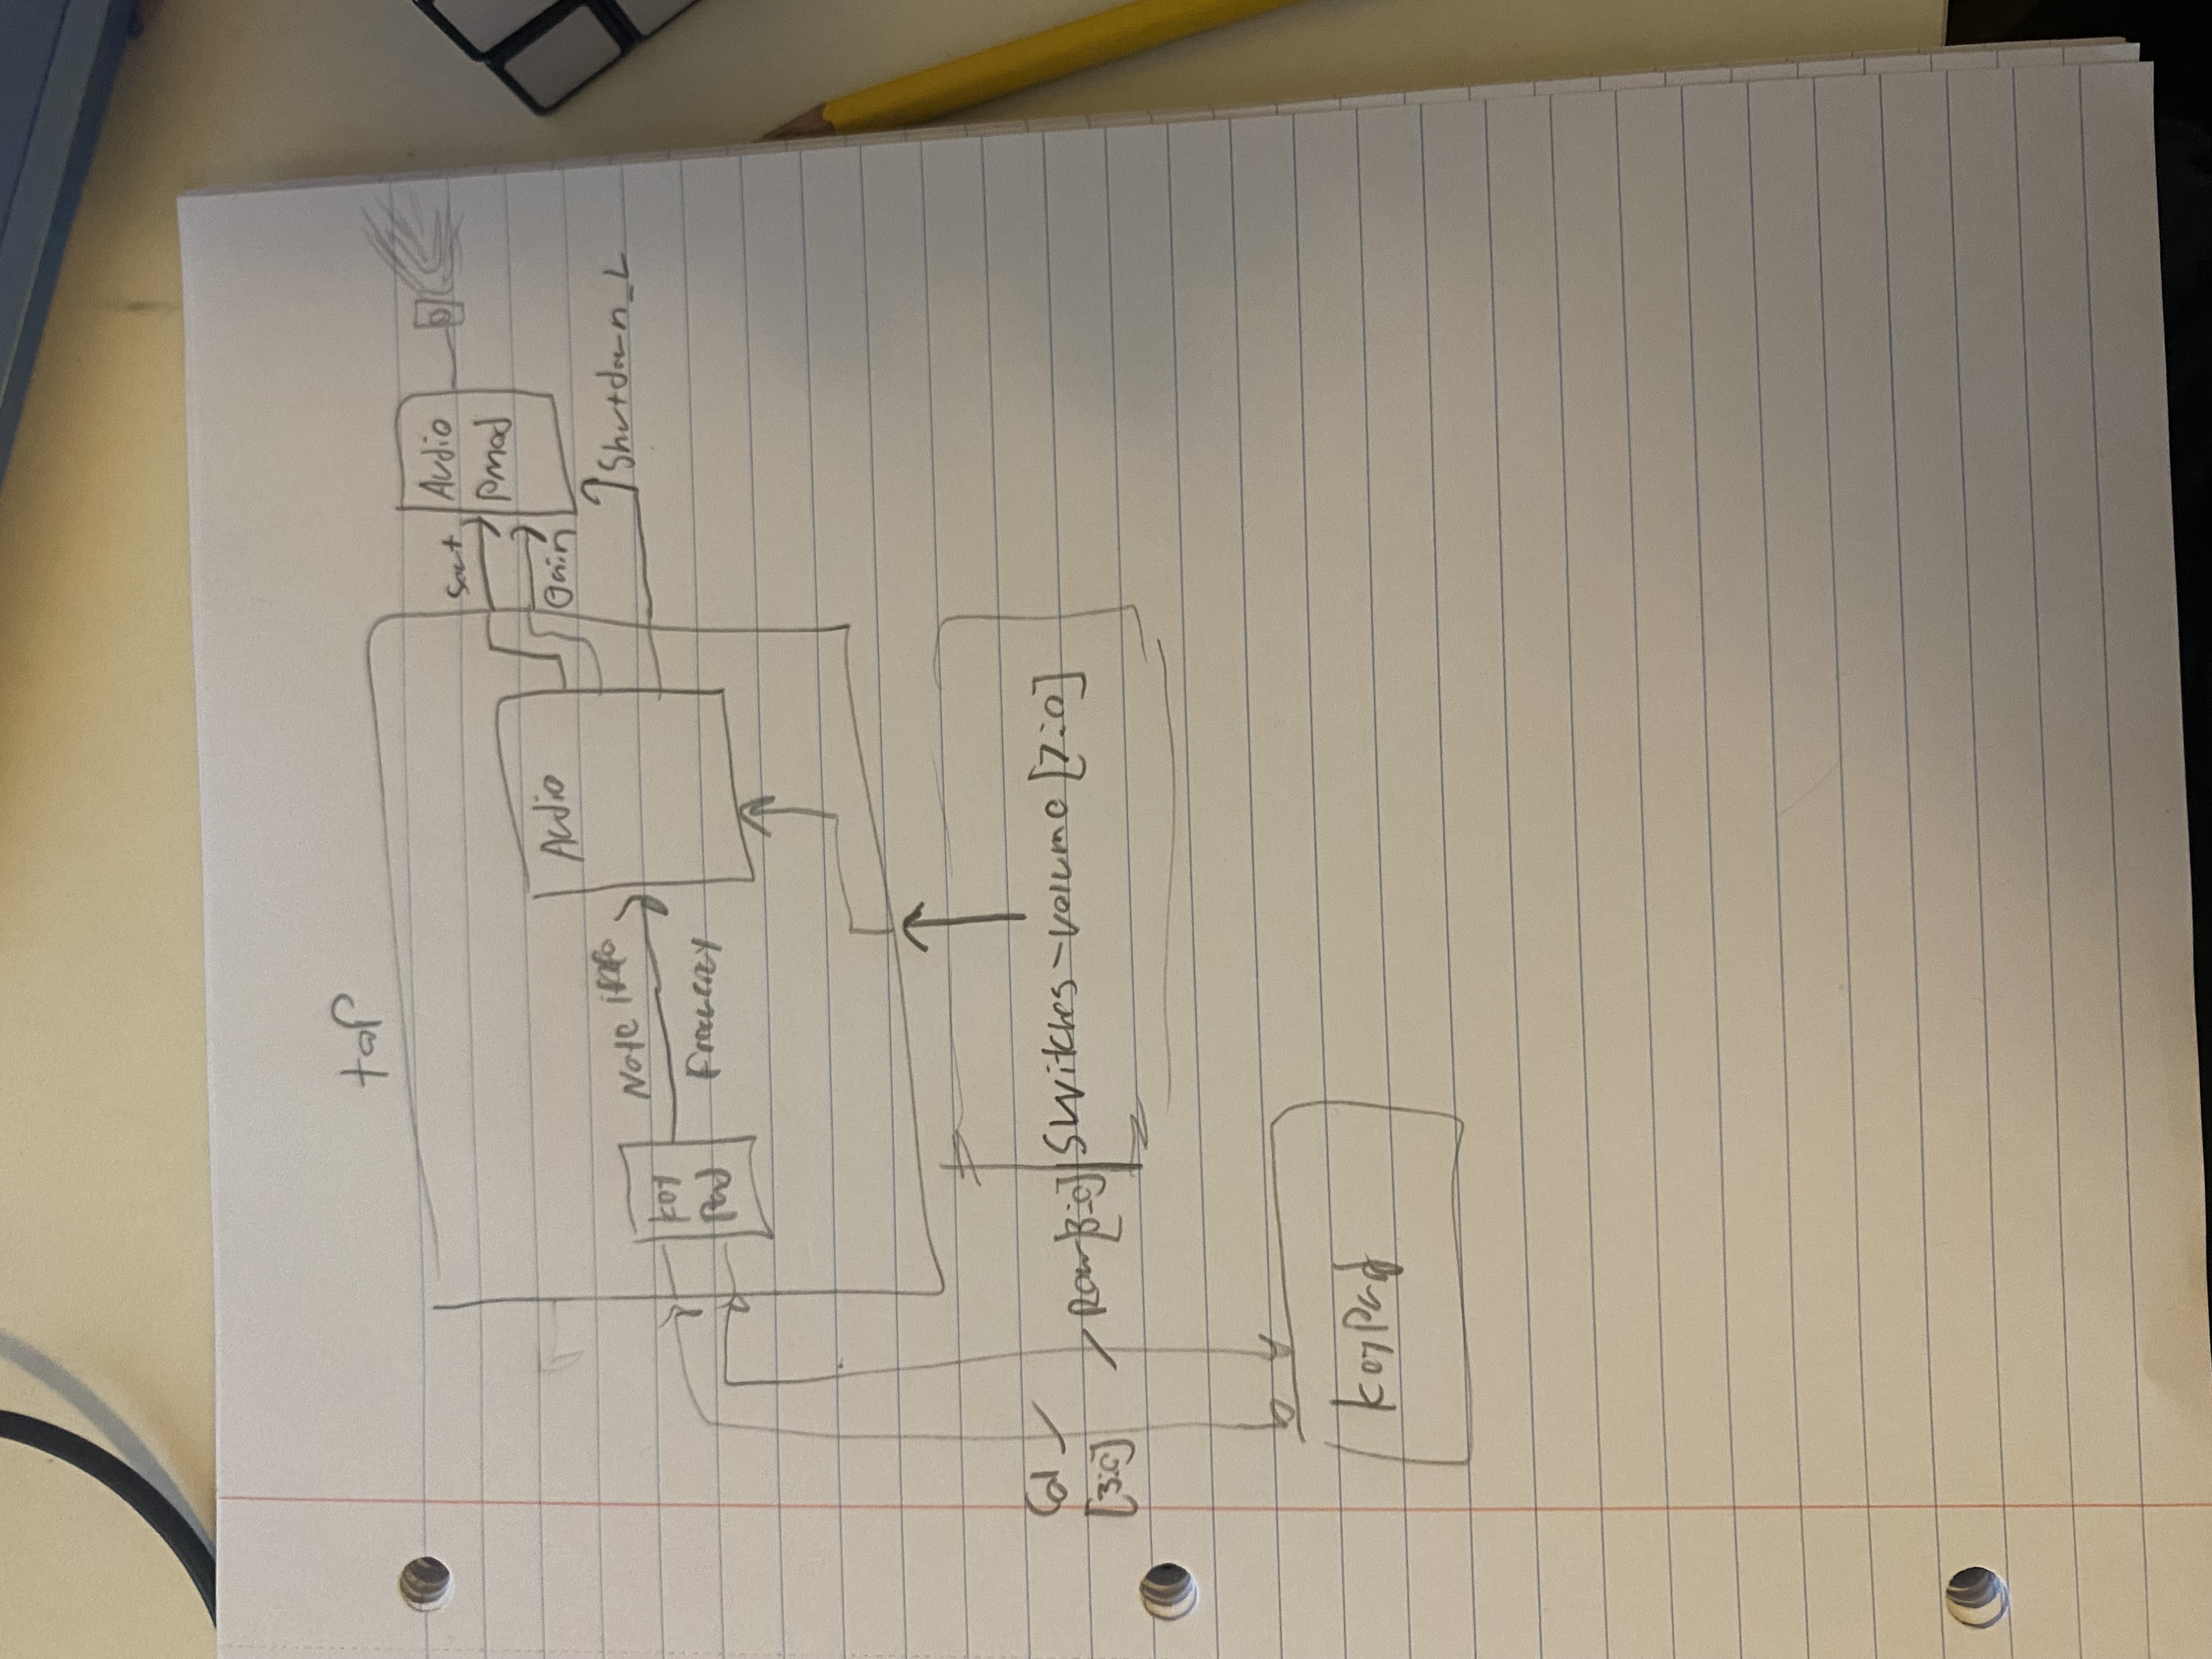 top
Audio
Pmod
Sout
Gain
Shutdown_L
Audio
Note info
Key
Pad
Switches-volume [7:0]
Col
[3:0]
Row[3:0]
KeyPad